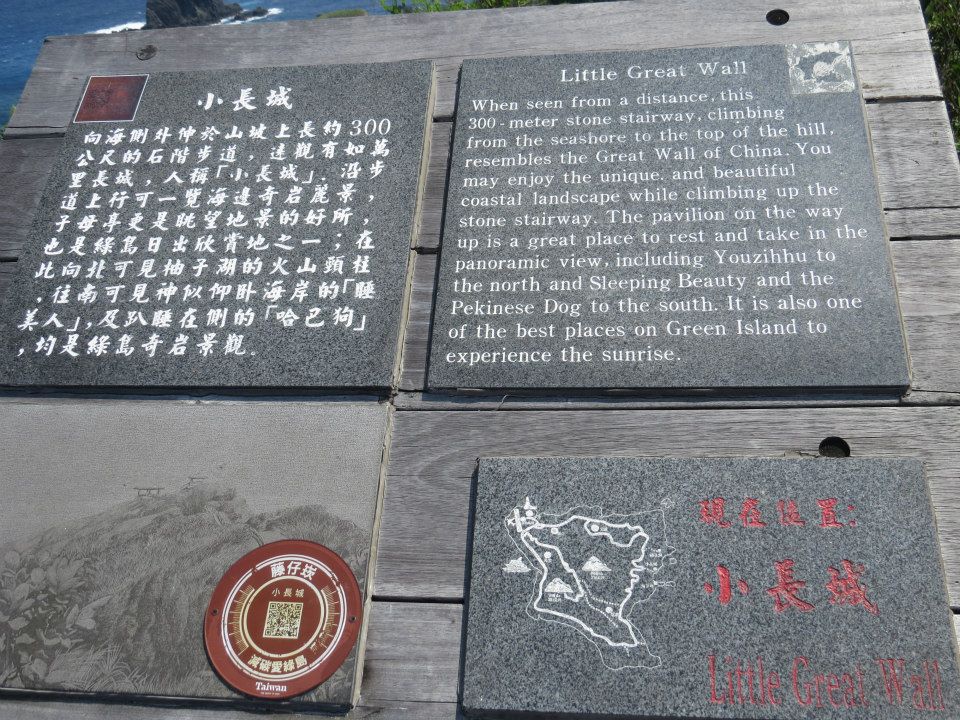 小長城
向海側外伸於山坡上長約300
公尺的石階步道，遠觀有如萬
里長城，人稱「小長城」。沿步
道上行可一覽海邊奇岩麗景，
子母亭更是眺望地景的好所，
也是綠島日出欣賞地之一；在
此向北可見柚子湖的火山頸柱
，往南可見神似仰卧海岸的「睡
美人」，及趴睡在側的「哈巴狗」
，均是綠島奇岩景觀。
Little Great Wall
When seen from a distance, this
300-meter stone stairway, climbing
from the seashore to the top of the hill,
resembles the Great Wall of China. You
may enjoy the unique. and beautiful
coastal landscape while climbing up the
stone stairway. The pavilion on the way
up is a great place to rest and take in the
panoramic view, including Youzihhu to
the north and Sleeping Beauty and the
Pekinese Dog to the south. It is also one
of the best places on Green Island to
experience the sunrise.
藤仔崁
小長城
減碳愛綠島
Taiwan
現在位置:
小長城
Little Great Wall